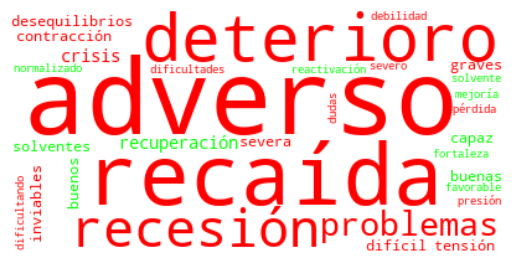 debilidad
desequilibrios
deterioro
contracción
crisis
graves
normalizado
dificultades
reactivación
severo
solvente
adverso
mejoría
pérdida
dudas
solventes
recuperación
severa
capaz
fortaleza
recaída
buenos
buenas
favorable
dificultando
inviables
presión
recesión
problemas
difícil tensión